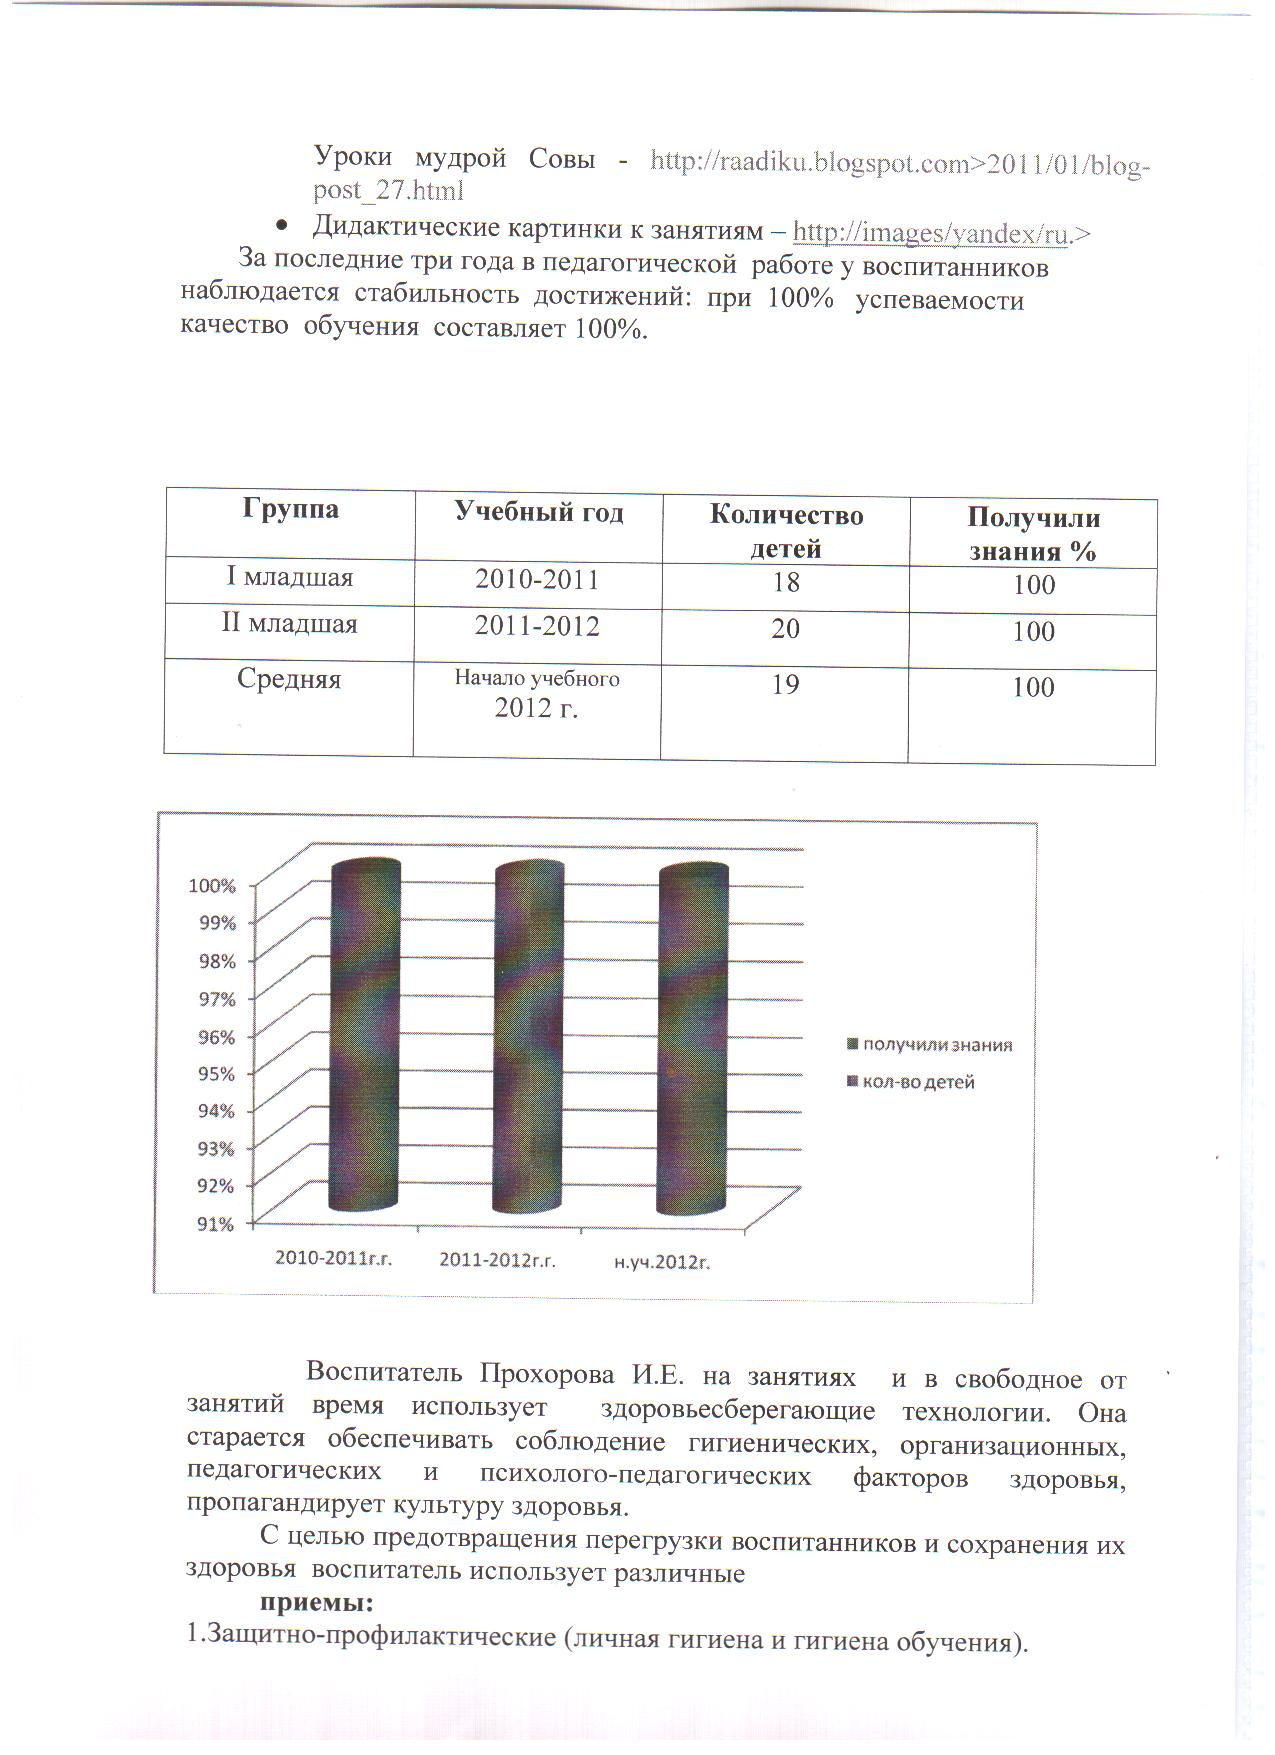 Уроки мудрой Совы - http://raadiku.blogspot.com>2011/01/blog-
post_27.html
• Дидактические картинки к занятиям – http://images/yandex/ru.>
За последние три года в педагогической работе у воспитанников
наблюдается стабильность достижений: при 100% успеваемости
качество обучения составляет 100%.
Группа Учебный год Количество Получили
детей знания %
I младшая 2010-2011 18 100
II младшая 2011-2012 20 100
Средняя Начало учебного 19 100
2012 г.
100%
99%
98%
97%
96%
95%
94%
93%
92%
91%
2010-2011г.г. 2011-2012г.г. н.уч.2012г.
получили знания
кол-во детей
Воспитатель Прохорова И.Е. на занятиях и в свободное от
занятий время использует здоровьесберегающие технологии. Она
старается обеспечивать соблюдение гигиенических, организационных,
педагогических и психолого-педагогических факторов здоровья,
пропагандирует культуру здоровья.
С целью предотвращения перегрузки воспитанников и сохранения их
здоровья воспитатель использует различные
приемы:
1.Защитно-профилактические (личная гигиена и гигиена обучения).